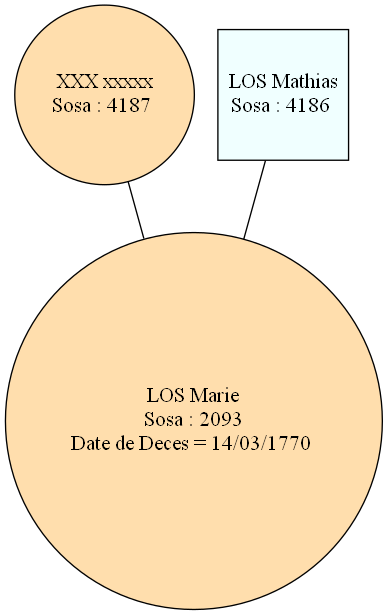 XXX xxxxx
Sosa : 4187
LOS Mathias
Sosa : 4186
LOS Marie
Sosa : 2093
Date de Deces = 14/03/1770